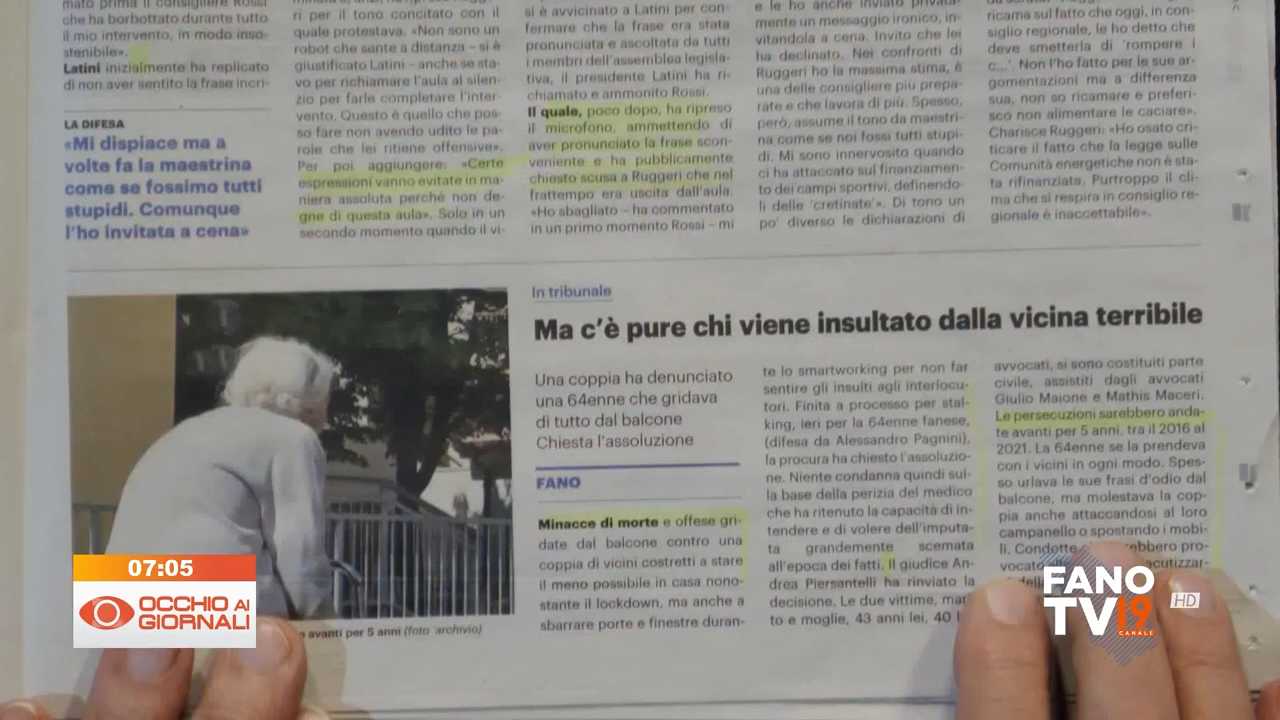 mato prima il consigliere Rossi
che ha borbottato durante tutto
il mio intervento, in modo inso-
stenibile».
Latini inizialmente ha replicato
di non aver sentito la frase incri-
LA DIFESA
«Mi dispiace ma a
volte fa la maestrina
come se fossimo tutti
stupidi. Comunque
l'ho invitata a cena»
ri per il tono concitato con il
quale protestava. «Non sono un
robot che sente a distanza – si è
giustificato Latini – anche se sta-
vo per richiamare l'aula al silen-
zio per farle completare l'inter-
vento. Questo è quello che pos-
so fare non avendo udito le pa-
role che lei ritiene offensive».
Per poi aggiungere: «Certe
espressioni vanno evitate in ma-
niera assoluta perché non de-
gne di questa aula». Solo in un
secondo momento quando il vi-
si è avvicinato a Latini per con-
fermare che la frase era stata
pronunciata e ascoltata da tutti
i membri dell'assemblea legisla-
tiva, il presidente Latini ha ri-
chiamato e ammonito Rossi.
Il quale, poco dopo, ha ripreso
il microfono, ammettendo di
aver pronunciato la frase scon-
veniente e ha pubblicamente
chiesto scusa a Ruggeri che nel
frattempo era uscita dall'aula.
«Ho sbagliato – ha commentato
in un primo momento Rossi – mi
e le ho anche inviato privata-
mente un messaggio ironico, in-
vitandola a cena. Invito che lei
ha declinato. Nei confronti di
Ruggeri ho la massima stima, è
una delle consigliere più prepa-
rate e che lavora di più. Spesso,
però, assume il tono da maestri-
na come se noi fossi tutti stupi-
di. Mi sono innervosito quando
ci ha attaccato sul finanziamen-
to dei campi sportivi, definendo-
li delle 'cretinate'». Di tono un
po' diverso le dichiarazioni di
ricama sul fatto che oggi, in con-
siglio regionale, le ho detto che
deve smetterla di 'rompere i
c...'. Non l'ho fatto per le sue ar-
gomentazioni ma a differenza
sua, non so ricamare e preferi-
sco non alimentare le caciare».
Charisce Ruggeri: «Ho osato cri-
ticare il fatto che la legge sulle
Comunità energetiche non è sta-
ta rifinanziata. Purtroppo il cli-
ma che si respira in consiglio re-
gionale è inaccettabile».
In tribunale
Ma c'è pure chi viene insultato dalla vicina terribile
Una coppia ha denunciato
una 64enne che gridava
di tutto dal balcone
Chiesta l'assoluzione
FANO
Minacce di morte e offese gri-
date dal balcone contro una
coppia di vicini costretti a stare
il meno possibile in casa nono-
stante il lockdown, ma anche a
sbarrare porte e finestre duran-
te lo smartworking per non far
sentire gli insulti agli interlocu-
tori. Finita a processo per stal-
king, ieri per la 64enne fanese,
(difesa da Alessandro Pagnini),
la procura ha chiesto l'assoluzio-
ne. Niente condanna quindi sul-
la base della perizia del medico
che ha ritenuto la capacità di in-
tendere e di volere dell'imputa-
ta grandemente scemata
all'epoca dei fatti. Il giudice An-
drea Piersantelli ha rinviato la
decisione. Le due vittime, mari-
to e moglie, 43 anni lei, 40
avvocati, si sono costituiti parte
civile, assistiti dagli avvocati
Giulio Maione e Mathis Maceri.
Le persecuzioni sarebbero anda-
te avanti per 5 anni, tra il 2016 al
2021. La 64enne se la prendeva
con i vicini in ogni modo. Spes-
so urlava le sue frasi d'odio dal
balcone, ma molestava la cop-
pia anche attaccandosi al loro
campanello o spostando i mobi-
li. Condotte
avanti per 5 anni (foto archivio)
07:05
OCCHIO AI
GIORNALI
FANO
TV19
CANALE
HD